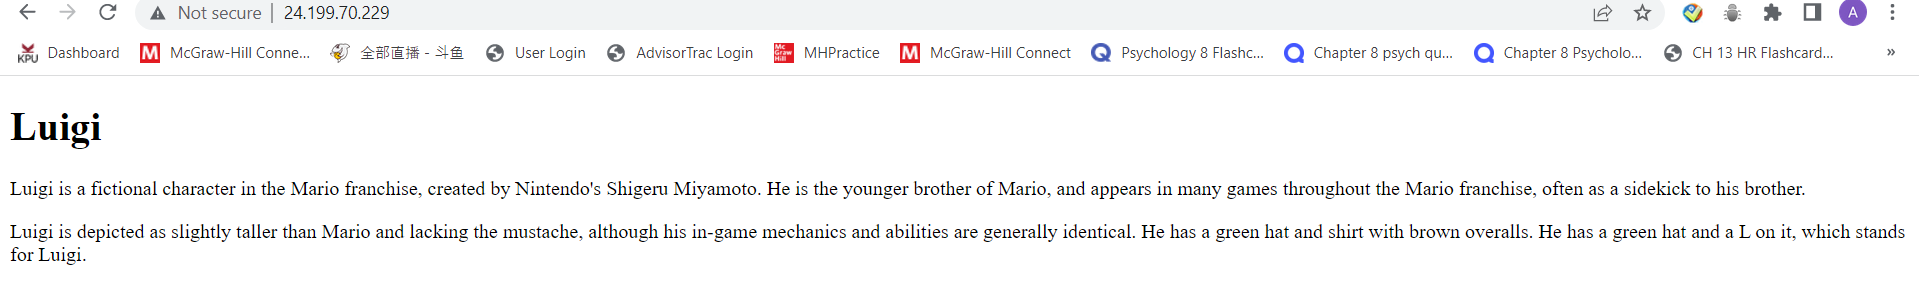 Not secure | 24.199.70.229
A
KPU Dashboard M McGraw-Hill Conne... 全部直播 - 斗鱼 User Login AdvisorTrac Login Mc Graw Hill MHPractice M McGraw-Hill Connect Psychology 8 Flashc... Chapter 8 psych qu... Chapter 8 Psycholo... CH 13 HR Flashcard... »
Luigi
Luigi is a fictional character in the Mario franchise, created by Nintendo's Shigeru Miyamoto. He is the younger brother of Mario, and appears in many games throughout the Mario franchise, often as a sidekick to his brother.
Luigi is depicted as slightly taller than Mario and lacking the mustache, although his in-game mechanics and abilities are generally identical. He has a green hat and shirt with brown overalls. He has a green hat and a L on it, which stands
for Luigi.